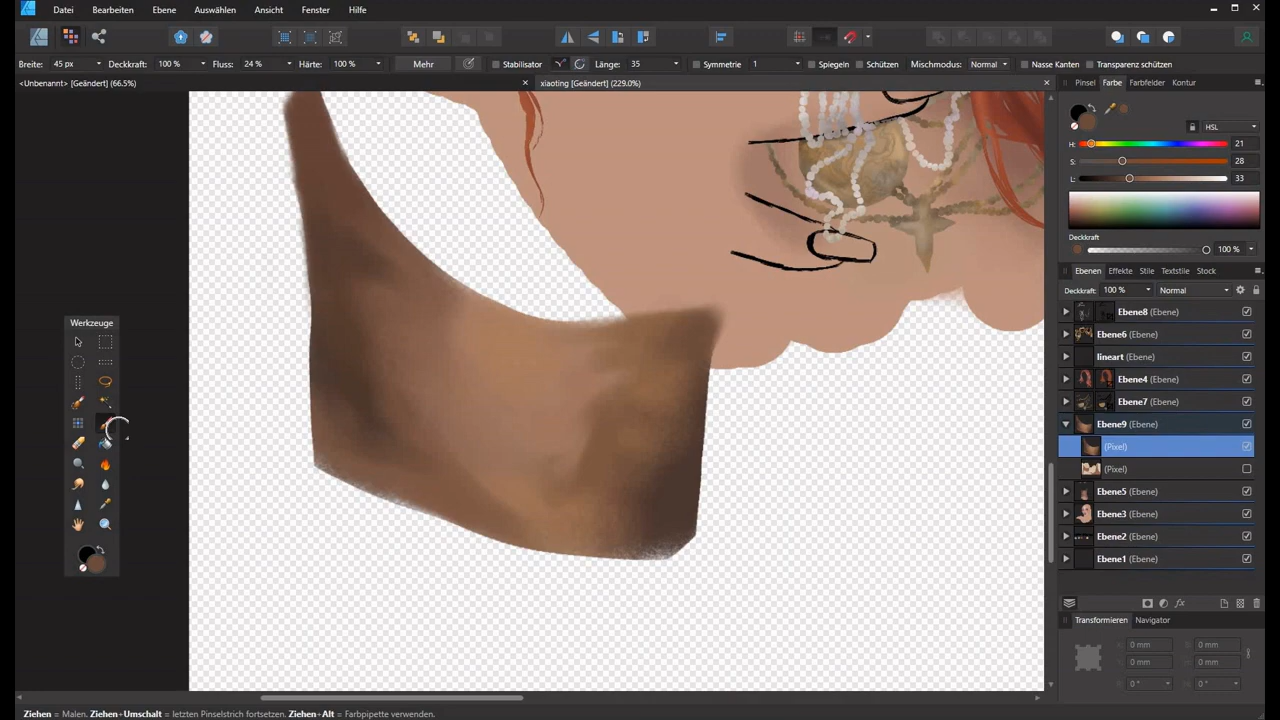 Datei Bearbeiten Ebene Auswählen Ansicht Fenster Hilfe
Breite: 45 px Deckkraft: 100 % Fluss: 24 % Härte: 100 % Mehr Stabilisator Länge: 35 Symmetrie 1 Spiegeln Schützen Mischmodus: Normal Nasse Kanten Transparenz schützen
<Unbenannt> [Geändert] (66.5%) xiaoting [Geändert] (229.0%)
Pinsel Farbe Farbfelder Kontur
HSL
H: 21
S: 28
L: 33
Deckkraft
100 %
Ebenen Effekte Stile Textstile Stock
Deckkraft: 100 % Normal
Ebene8 (Ebene)
Ebene6 (Ebene)
lineart (Ebene)
Ebene4 (Ebene)
Ebene7 (Ebene)
Ebene9 (Ebene)
(Pixel)
(Pixel)
Ebene5 (Ebene)
Ebene3 (Ebene)
Ebene2 (Ebene)
Ebene1 (Ebene)
fx
Transformieren Navigator
X: 0 mm B: 0 mm
Y: 0 mm H: 0 mm
R: 0 ° S: 0 °
Werkzeuge
Ziehen = Malen. Ziehen+Umschalt = letzten Pinselstrich fortsetzen. Ziehen+Alt = Farbpipette verwenden.